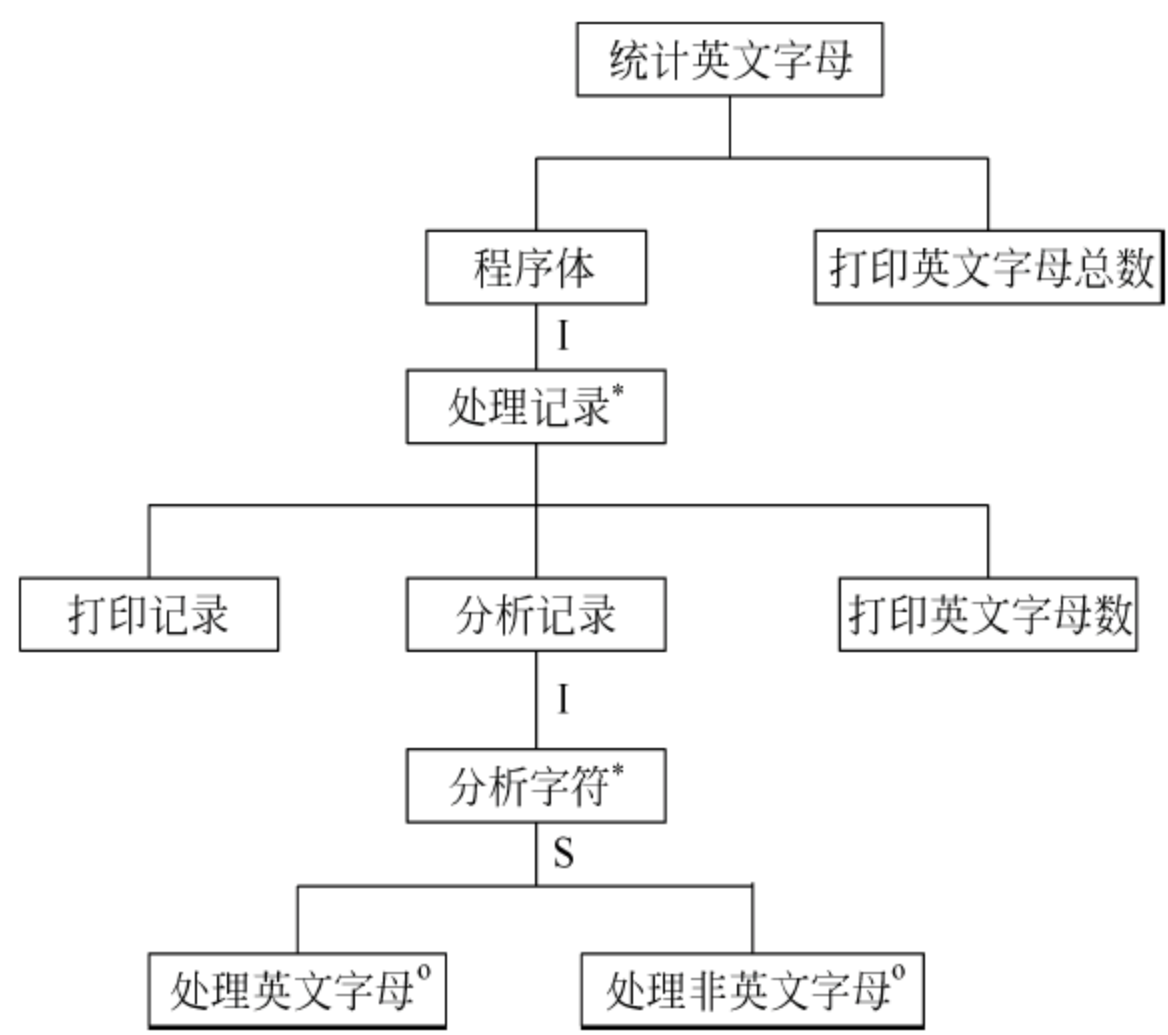 统计英文字母
程序体
打印英文字母总数
I
处理记录*
打印记录
分析记录
打印英文字母数
I
分析字符*
S
处理英文字母o
处理非英文字母o